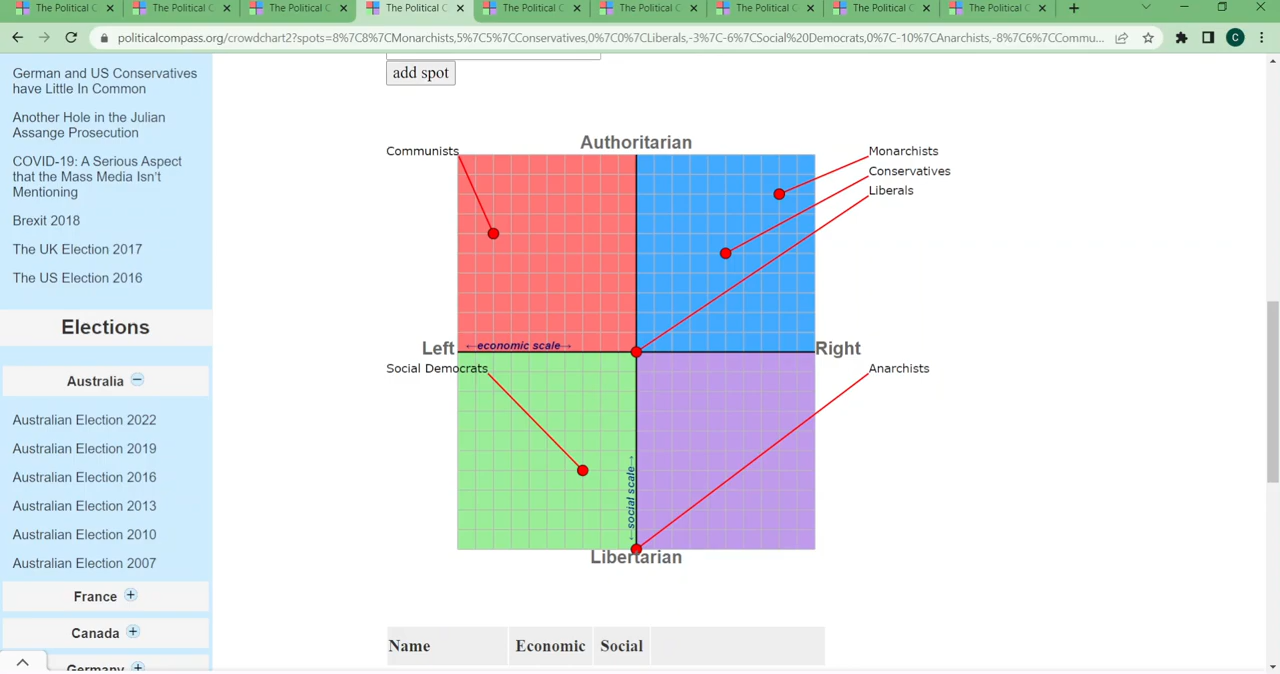 The Political C
The Political C
The Political C
The Political C
The Political C
The Political C
The Political C
The Political C
The Political C
politicalcompass.org/crowdchart2?spots=8%7C8%7CMonarchists,5%7C5%7CConservatives,0%7C0%7CLiberals,-3%7C-6%7CSocial%20Democrats,0%7C-10%7CAnarchists,-8%7C6%7CCommu...
C
German and US Conservatives
have Little In Common
Another Hole in the Julian
Assange Prosecution
COVID-19: A Serious Aspect
that the Mass Media Isn't
Mentioning
Brexit 2018
The UK Election 2017
The US Election 2016
Elections
Australia
Australian Election 2022
Australian Election 2019
Australian Election 2016
Australian Election 2013
Australian Election 2010
Australian Election 2007
France
Canada
Germany
add spot
Authoritarian
Communists
Monarchists
Conservatives
Liberals
Left
←economic scale→
Right
Social Democrats
Anarchists
←social scale→
Libertarian
Name Economic Social